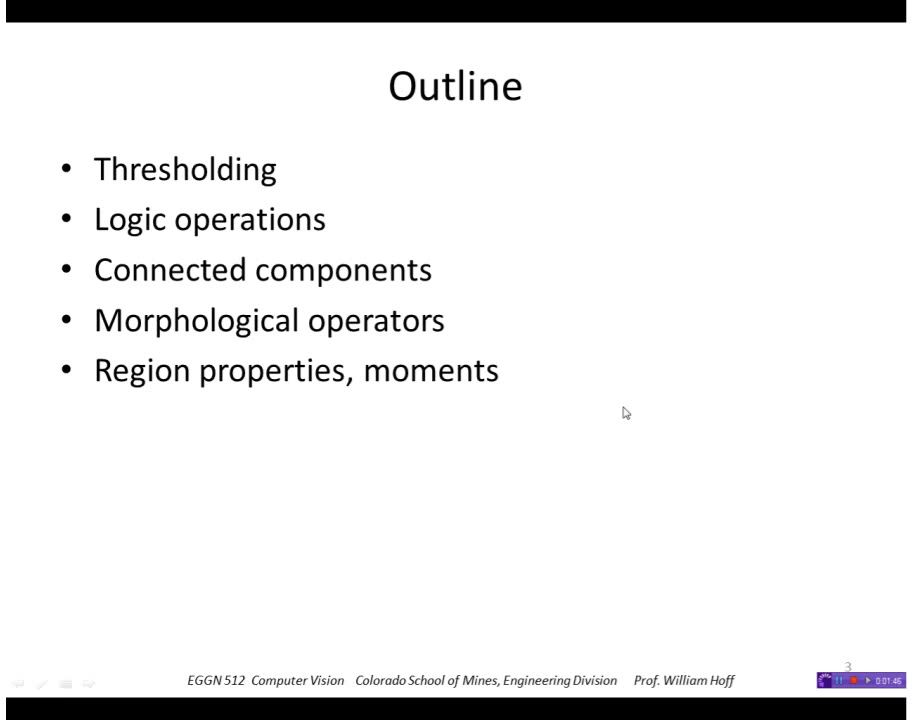 Outline
• Thresholding
• Logic operations
• Connected components
• Morphological operators
• Region properties, moments
3
EGGN 512 Computer Vision Colorado School of Mines, Engineering Division Prof. William Hoff
0:01:46